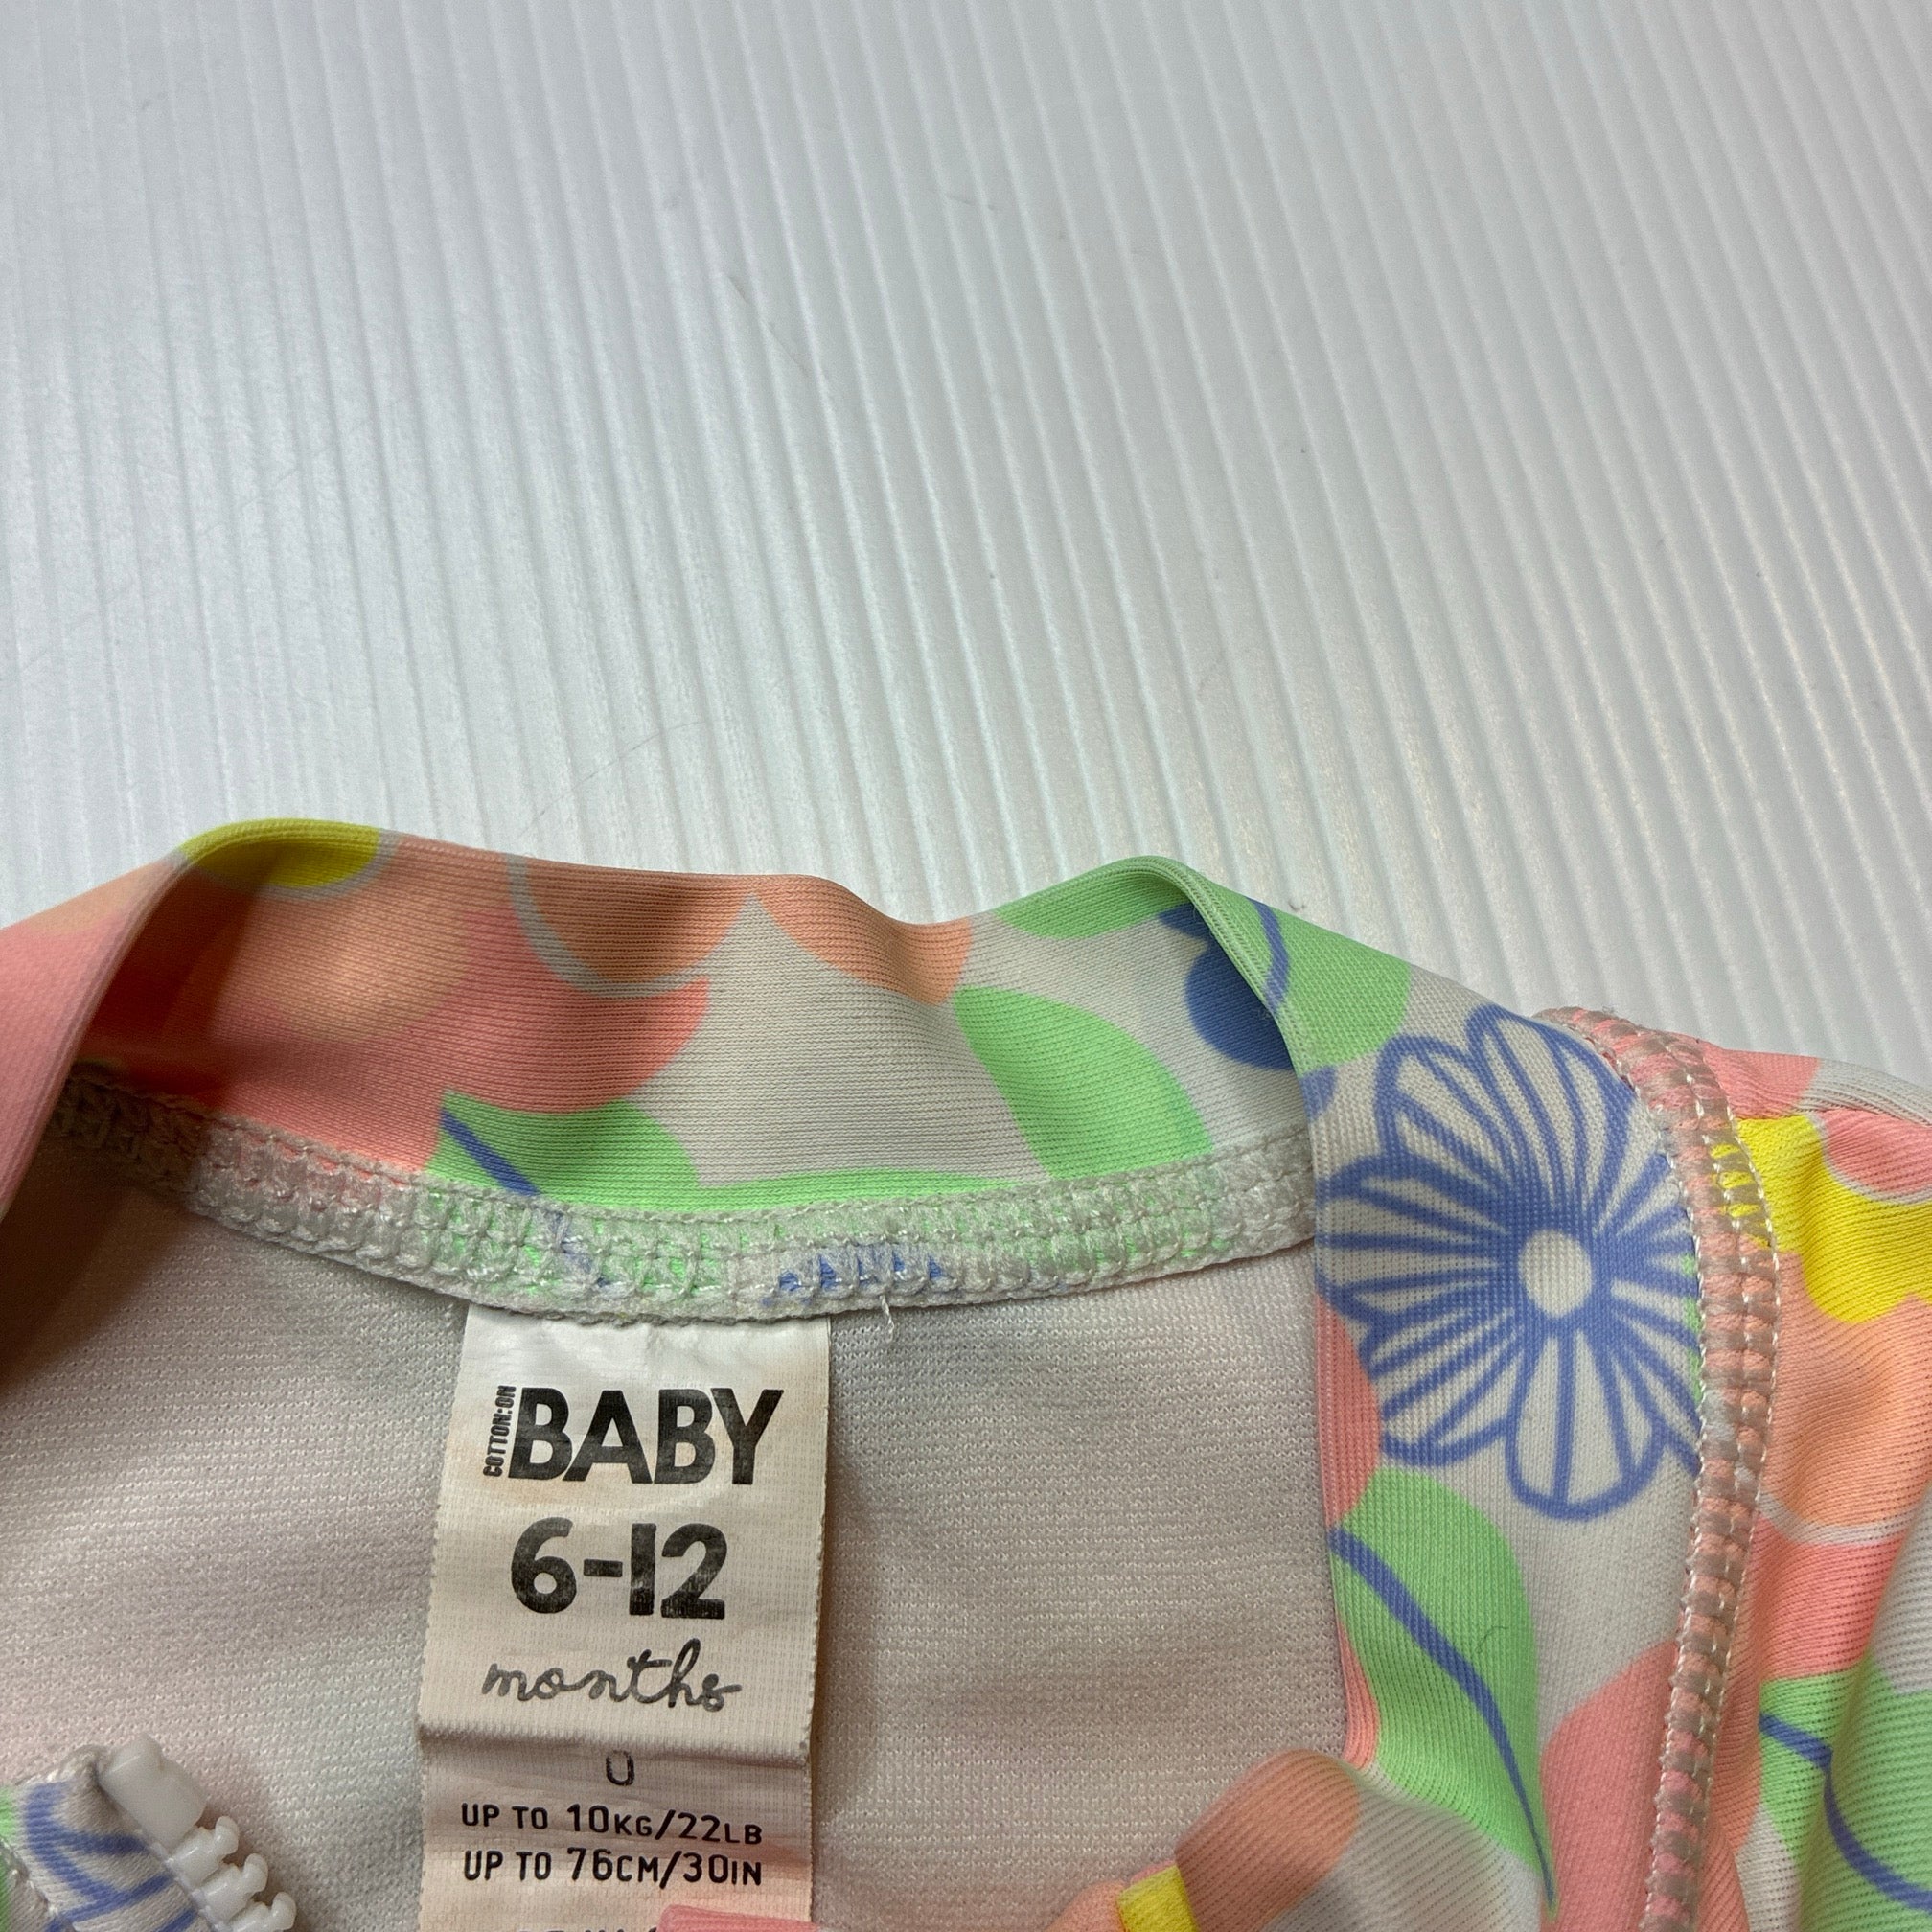 COTTON:ON
BABY
6-12
months
0
UP TO 10KG/22LB
UP TO 76CM/30IN